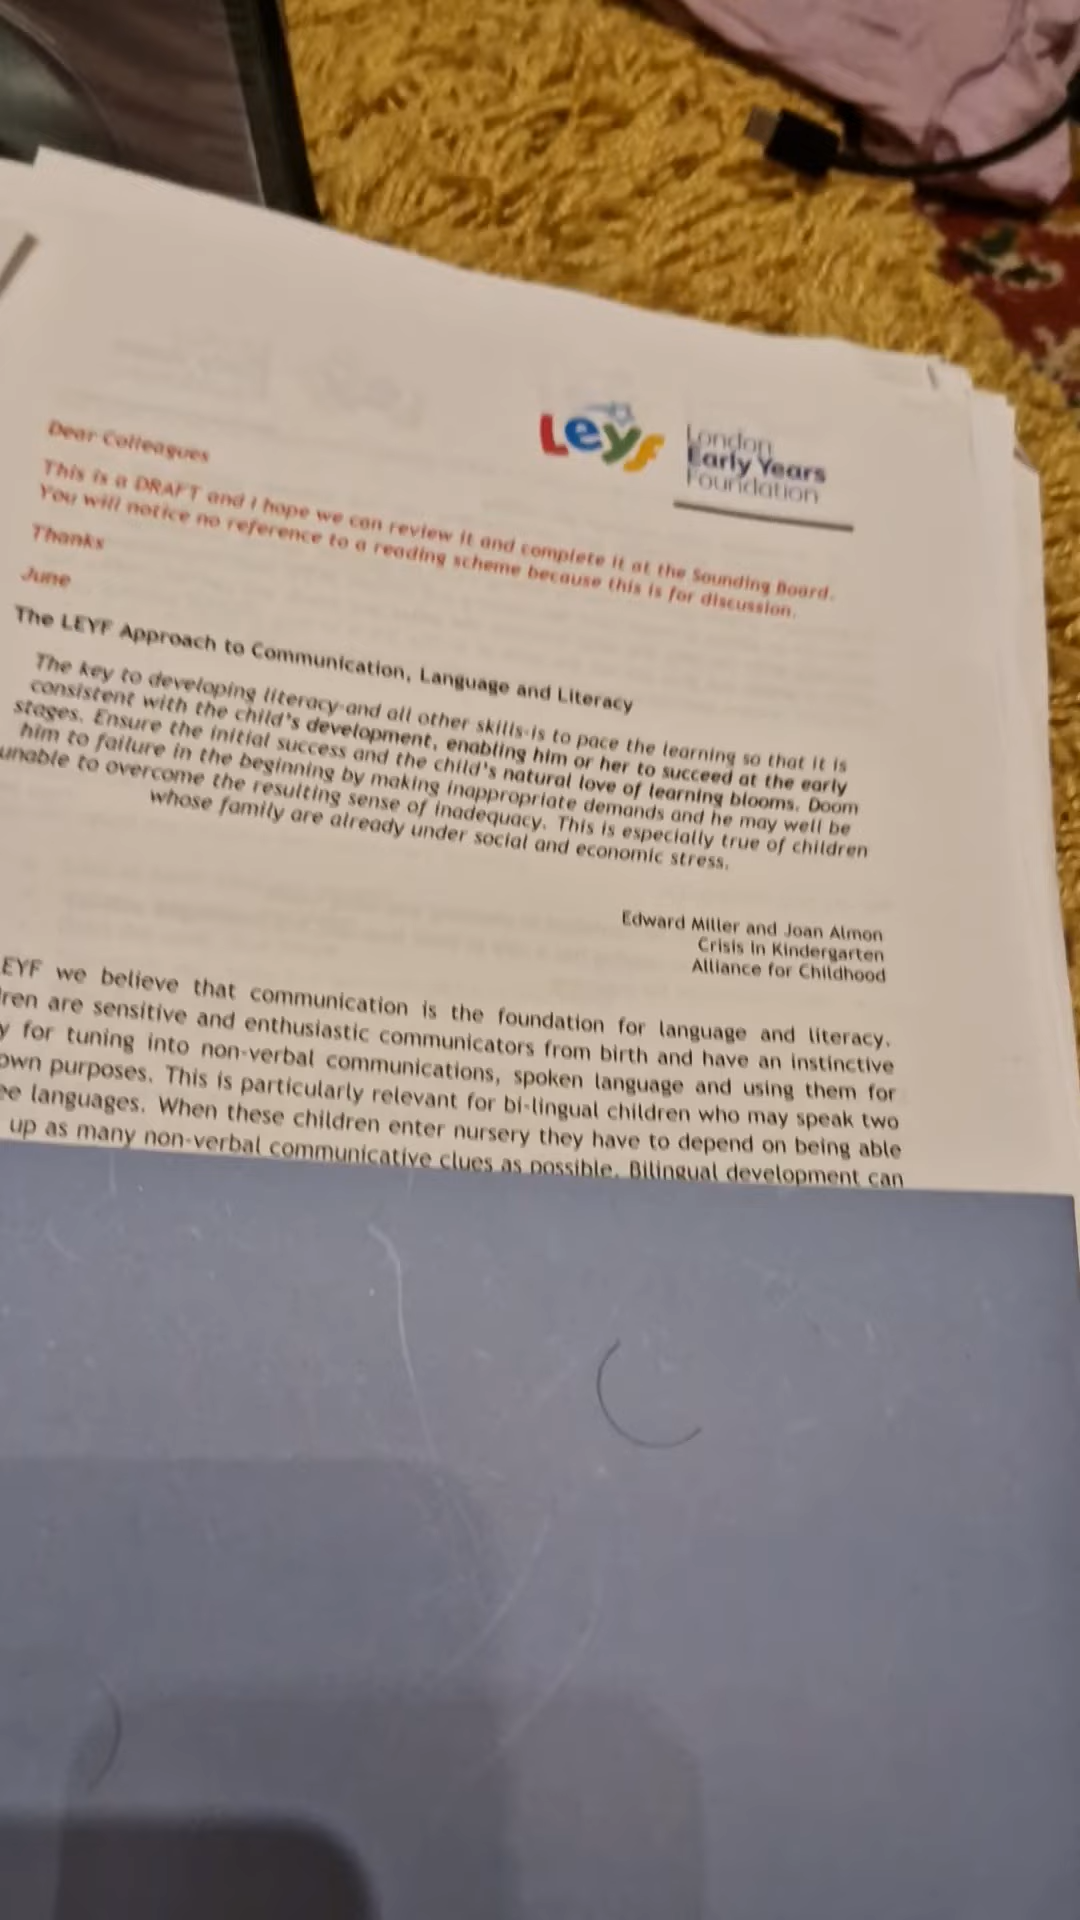 Leyf
London
Early Years
Foundation
Dear Colleagues
This is a DRAFT and I hope we can review it and complete it at the Sounding Board.
You will notice no reference to a reading scheme because this is for discussion.
Thanks
June
The LEYF Approach to Communication, Language and Literacy
The key to developing literacy-and all other skills-is to pace the learning so that it is
consistent with the child's development, enabling him or her to succeed at the early
stages. Ensure the initial success and the child's natural love of learning blooms. Doom
him to failure in the beginning by making inappropriate demands and he may well be
unable to overcome the resulting sense of inadequacy. This is especially true of children
whose family are already under social and economic stress.
Edward Miller and Joan Almon
Crisis in Kindergarten
Alliance for Childhood
EYF we believe that communication is the foundation for language and literacy.
ren are sensitive and enthusiastic communicators from birth and have an instinctive
y for tuning into non-verbal communications, spoken language and using them for
own purposes. This is particularly relevant for bi-lingual children who may speak two
ee languages. When these children enter nursery they have to depend on being able
up as many non-verbal communicative clues as possible. Bilingual development can